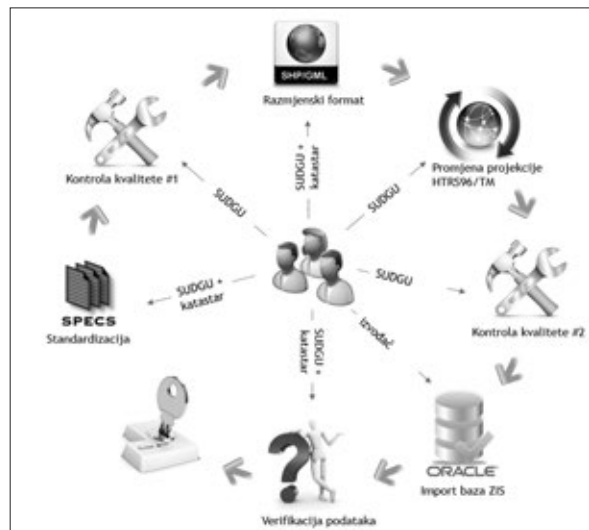 SHP/GML
Razmjenski format
Promjena projekcije
HTRS96/TM
Kontrola kvalitete #1
SUDGU +
katastar
SUDGU
SUDGU
SUDGU
SUDGU +
katastar
SPECS
Standardizacija
Kontrola kvalitete #2
izvođač
SUDGU +
katastar
ORACLE
Import baza ZIS
Verifikacija podataka